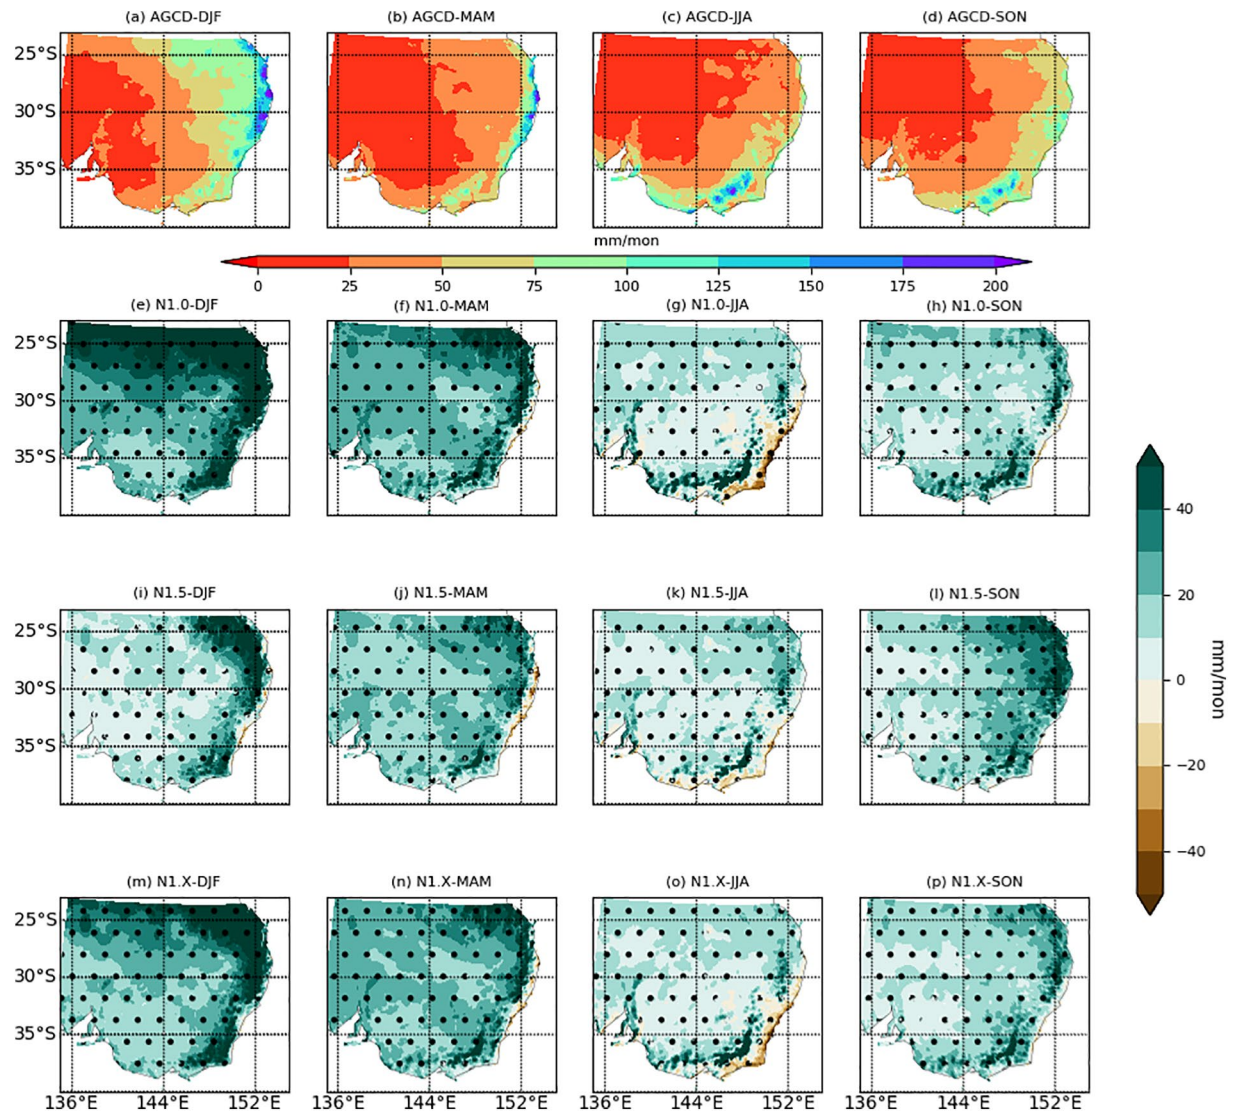 (a) AGCD-DJF (b) AGCD-MAM (c) AGCD-JJA (d) AGCD-SON
25°S
30°S
35°S
mm/mon
0 25 50 75 100 125 150 175 200
(e) N1.0-DJF (f) N1.0-MAM (g) N1.0-JJA (h) N1.0-SON
25°S
30°S
35°S
(i) N1.5-DJF (j) N1.5-MAM (k) N1.5-JJA (l) N1.5-SON
25°S
30°S
35°S
(m) N1.X-DJF (n) N1.X-MAM (o) N1.X-JJA (p) N1.X-SON
25°S
30°S
35°S
136°E 144°E 152°E 136°E 144°E 152°E 136°E 144°E 152°E 136°E 144°E 152°E
40
20
0
−20
−40
mm/mon